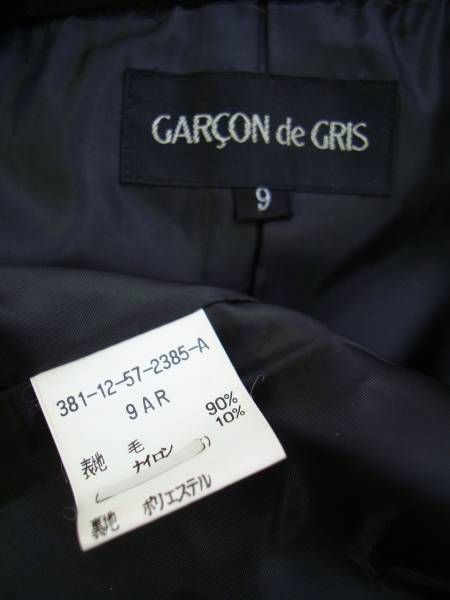 GARÇON de GRIS
9
381-12-57-2385-A
9AR
表地 毛 90%
ナイロン 10%
裏地 ポリエステル